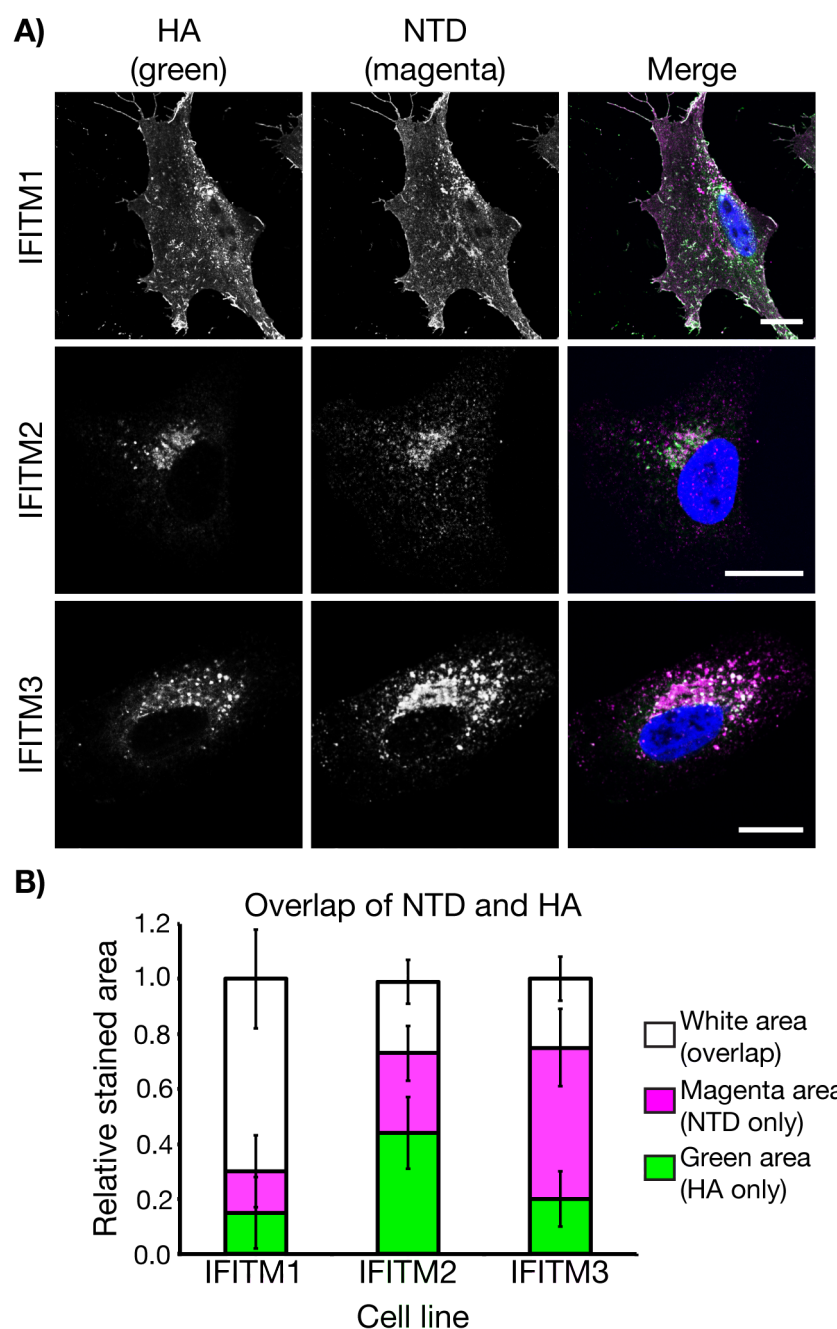 A)
HA
(green)
NTD
(magenta)
Merge
IFITM1
IFITM2
IFITM3
B)
Overlap of NTD and HA
Relative stained area
1.2
1.0
0.8
0.6
0.4
0.2
0.0
IFITM1 IFITM2 IFITM3
Cell line
White area
(overlap)
Magenta area
(NTD only)
Green area
(HA only)